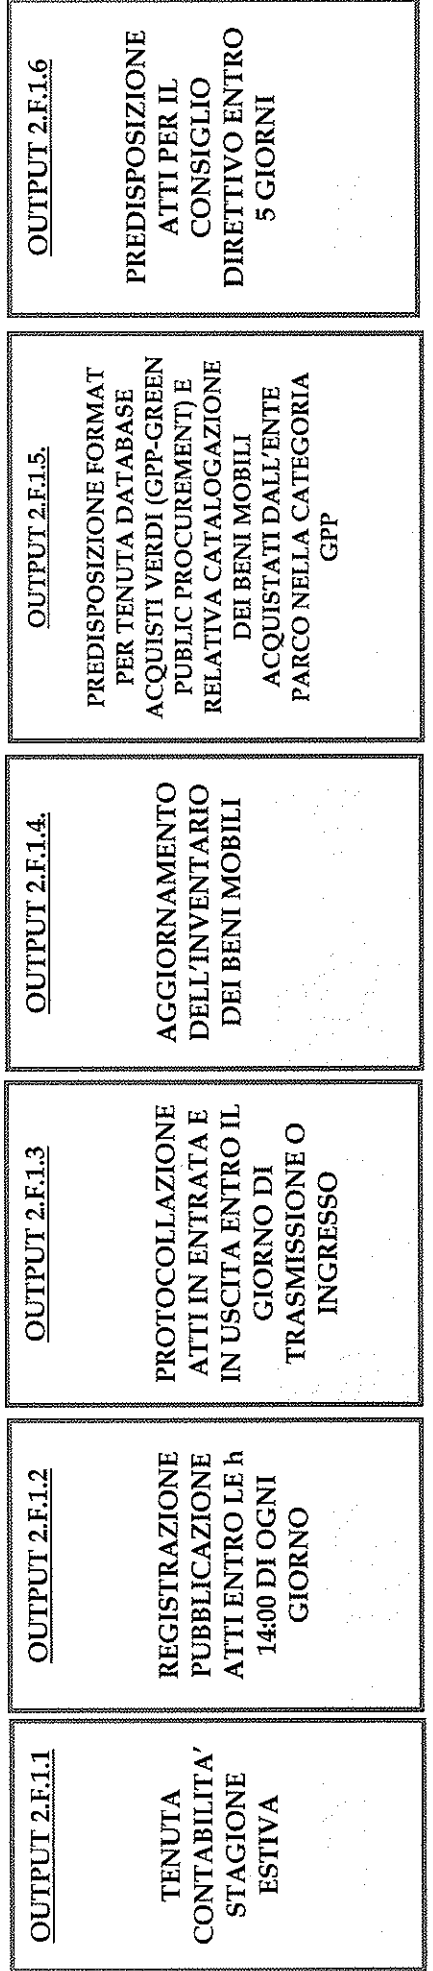 OUTPUT 2.F.1.1
TENUTA
CONTABILITA'
STAGIONE
ESTIVA
OUTPUT 2.F.1.2
REGISTRAZIONE
PUBBLICAZIONE
ATTI ENTRO LE h
14:00 DI OGNI
GIORNO
OUTPUT 2.F.1.3
PROTOCOLLAZIONE
ATTI IN ENTRATA E
IN USCITA ENTRO IL
GIORNO DI
TRASMISSIONE O
INGRESSO
OUTPUT 2.F.1.4.
AGGIORNAMENTO
DELL'INVENTARIO
DEI BENI MOBILI
OUTPUT 2.F.1.5.
PREDISPOSIZIONE FORMAT
PER TENUTA DATABASE
ACQUISTI VERDI (GPP-GREEN
PUBLIC PROCUREMENT) E
RELATIVA CATALOGAZIONE
DEI BENI MOBILI
ACQUISTATI DALL'ENTE
PARCO NELLA CATEGORIA
GPP
OUTPUT 2.F.1.6
PREDISPOSIZIONE
ATTI PER IL
CONSIGLIO
DIRETTIVO ENTRO
5 GIORNI